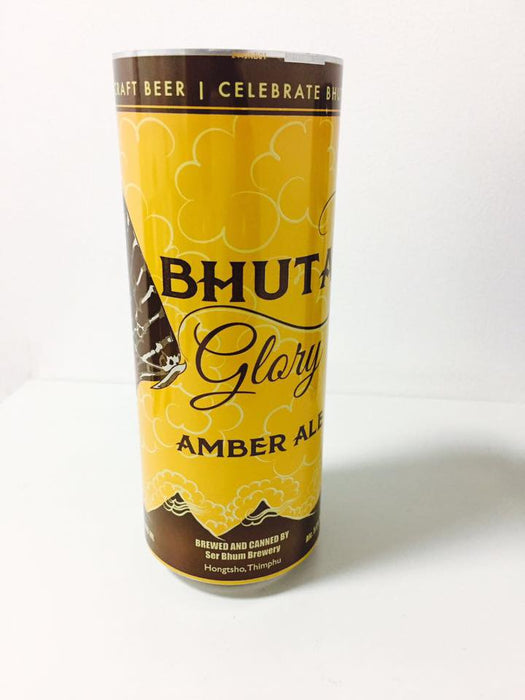 CRAFT BEER | CELEBRATE BHU
BHUTA
Glory
AMBER ALE
BREWED AND CANNED BY
Ser Bhum Brewery
Hongtsho, Thimphu